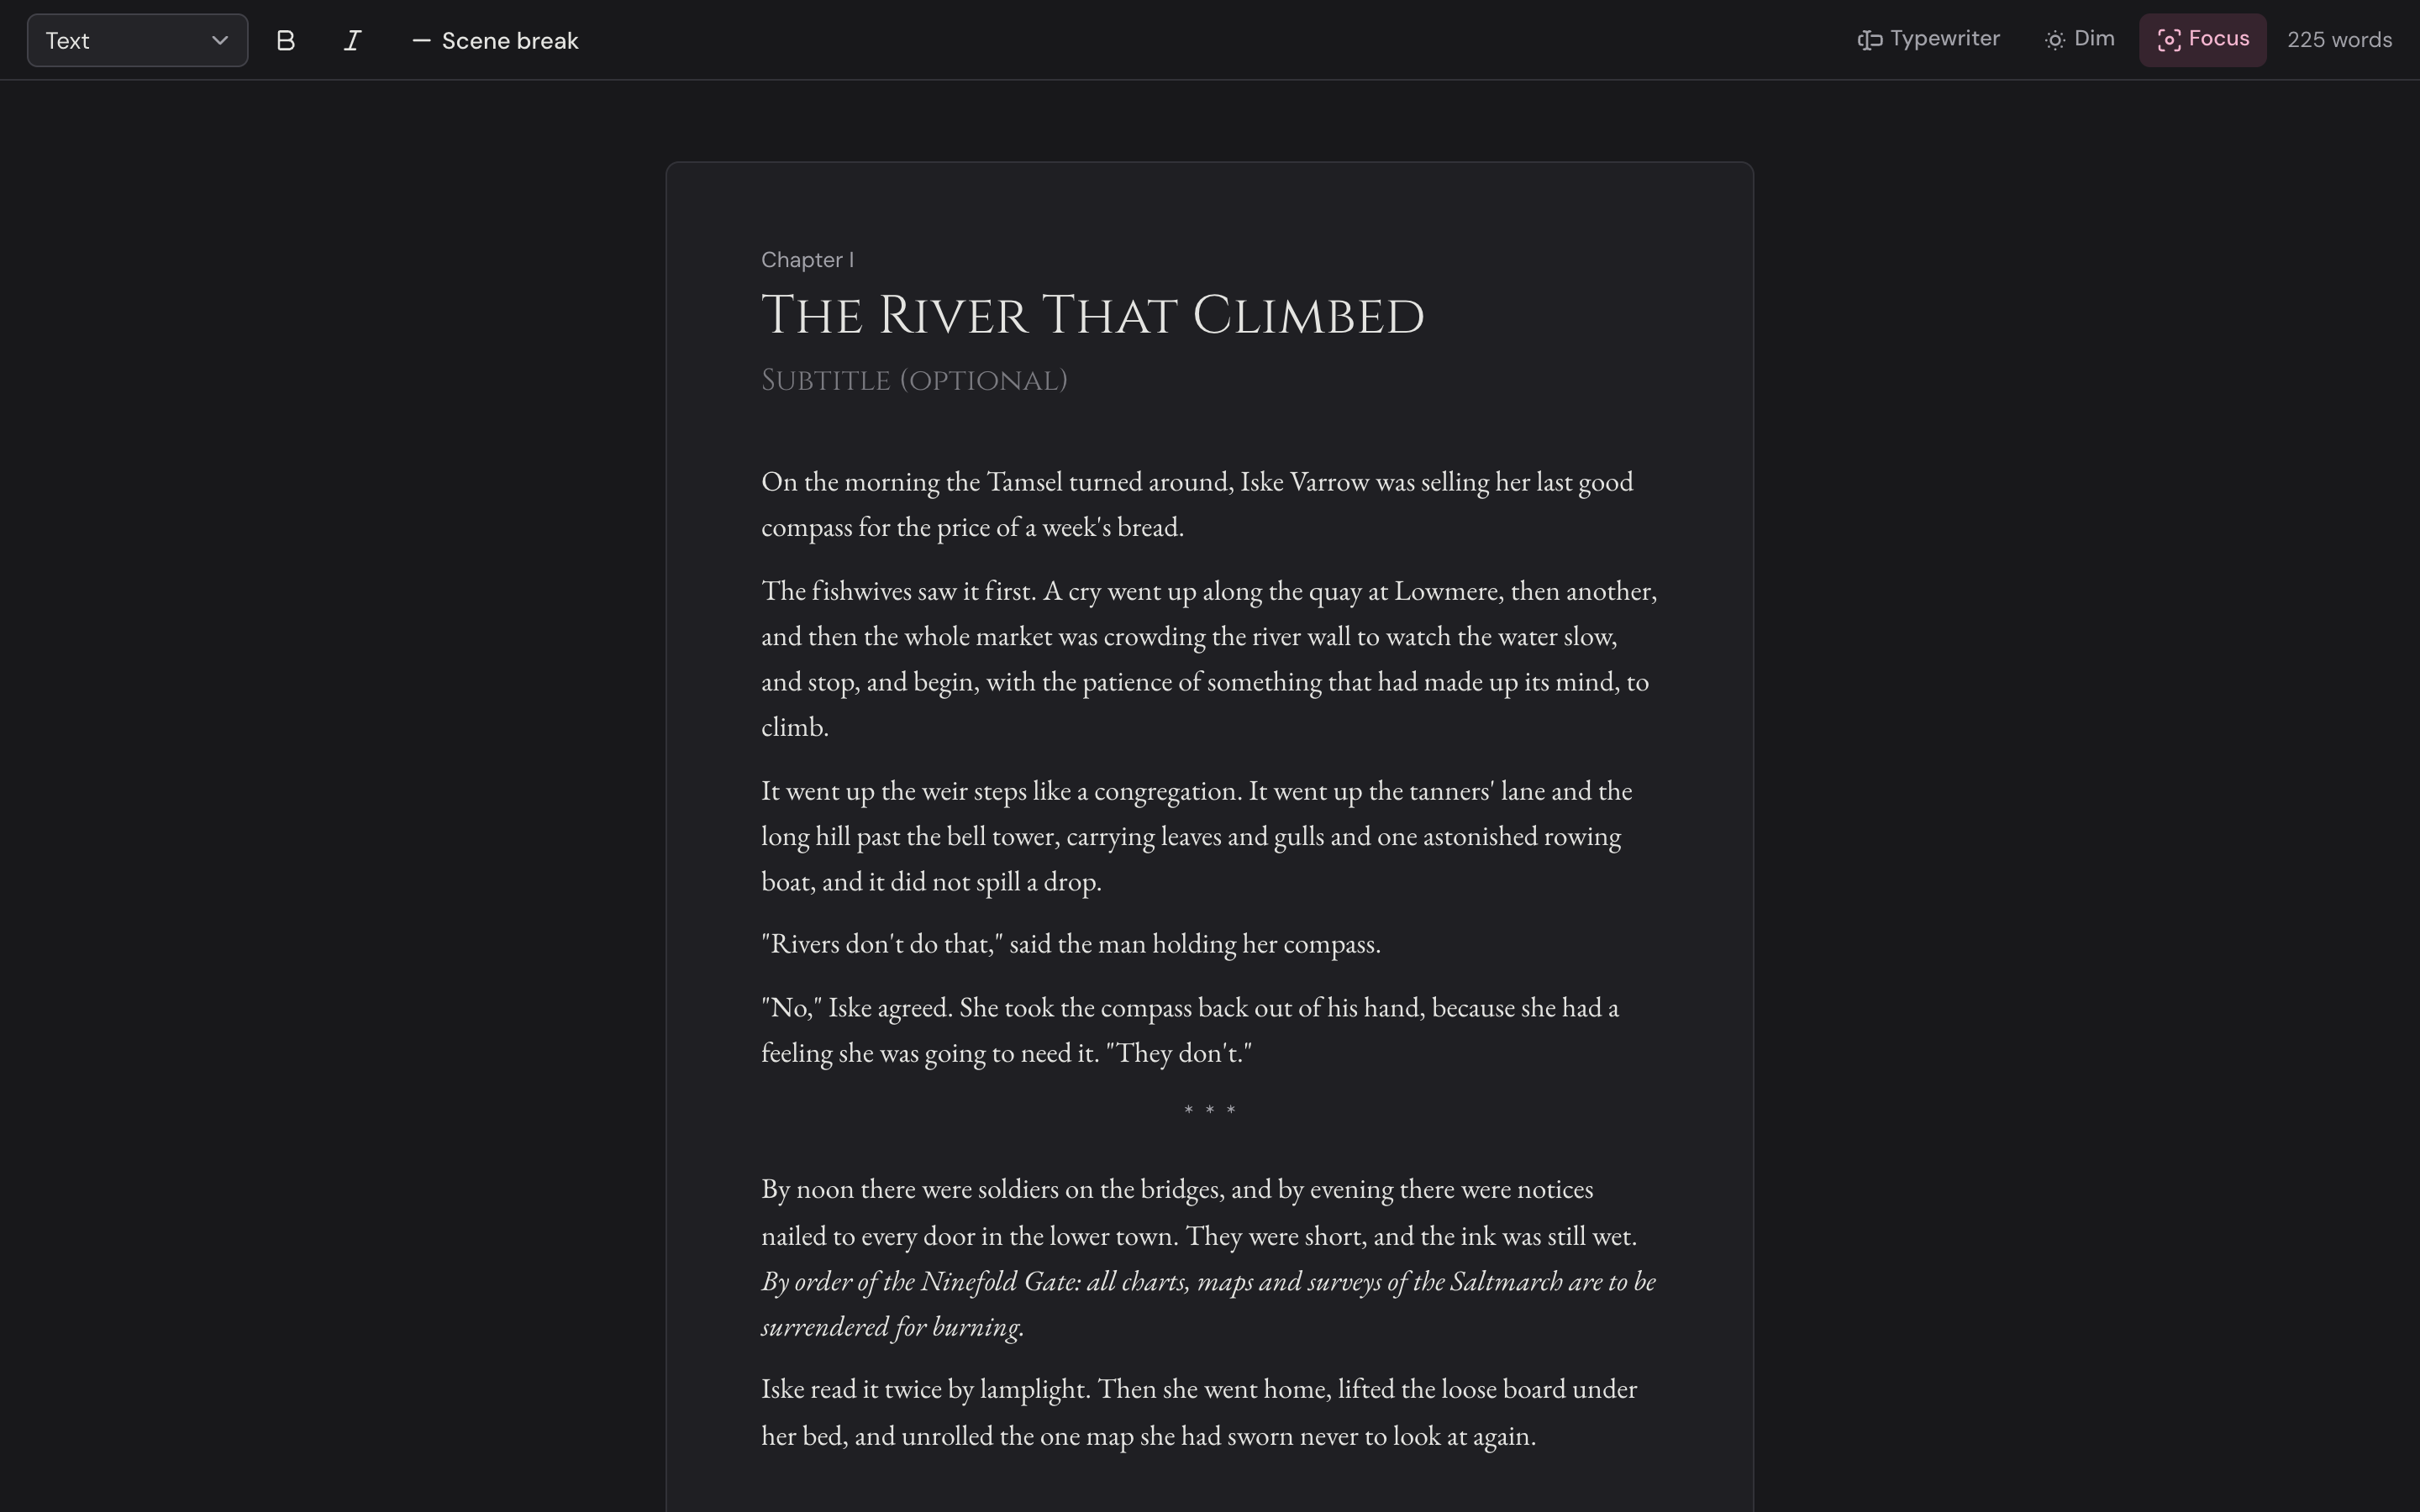 Text
B
I
— Scene break
Typewriter
Dim
Focus
225 words
Chapter I
The River That Climbed
Subtitle (optional)
On the morning the Tamsel turned around, Iske Varrow was selling her last good
compass for the price of a week's bread.
The fishwives saw it first. A cry went up along the quay at Lowmere, then another,
and then the whole market was crowding the river wall to watch the water slow,
and stop, and begin, with the patience of something that had made up its mind, to
climb.
It went up the weir steps like a congregation. It went up the tanners' lane and the
long hill past the bell tower, carrying leaves and gulls and one astonished rowing
boat, and it did not spill a drop.
"Rivers don't do that," said the man holding her compass.
"No," Iske agreed. She took the compass back out of his hand, because she had a
feeling she was going to need it. "They don't."
* * *
By noon there were soldiers on the bridges, and by evening there were notices
nailed to every door in the lower town. They were short, and the ink was still wet.
By order of the Ninefold Gate: all charts, maps and surveys of the Saltmarch are to be
surrendered for burning.
Iske read it twice by lamplight. Then she went home, lifted the loose board under
her bed, and unrolled the one map she had sworn never to look at again.